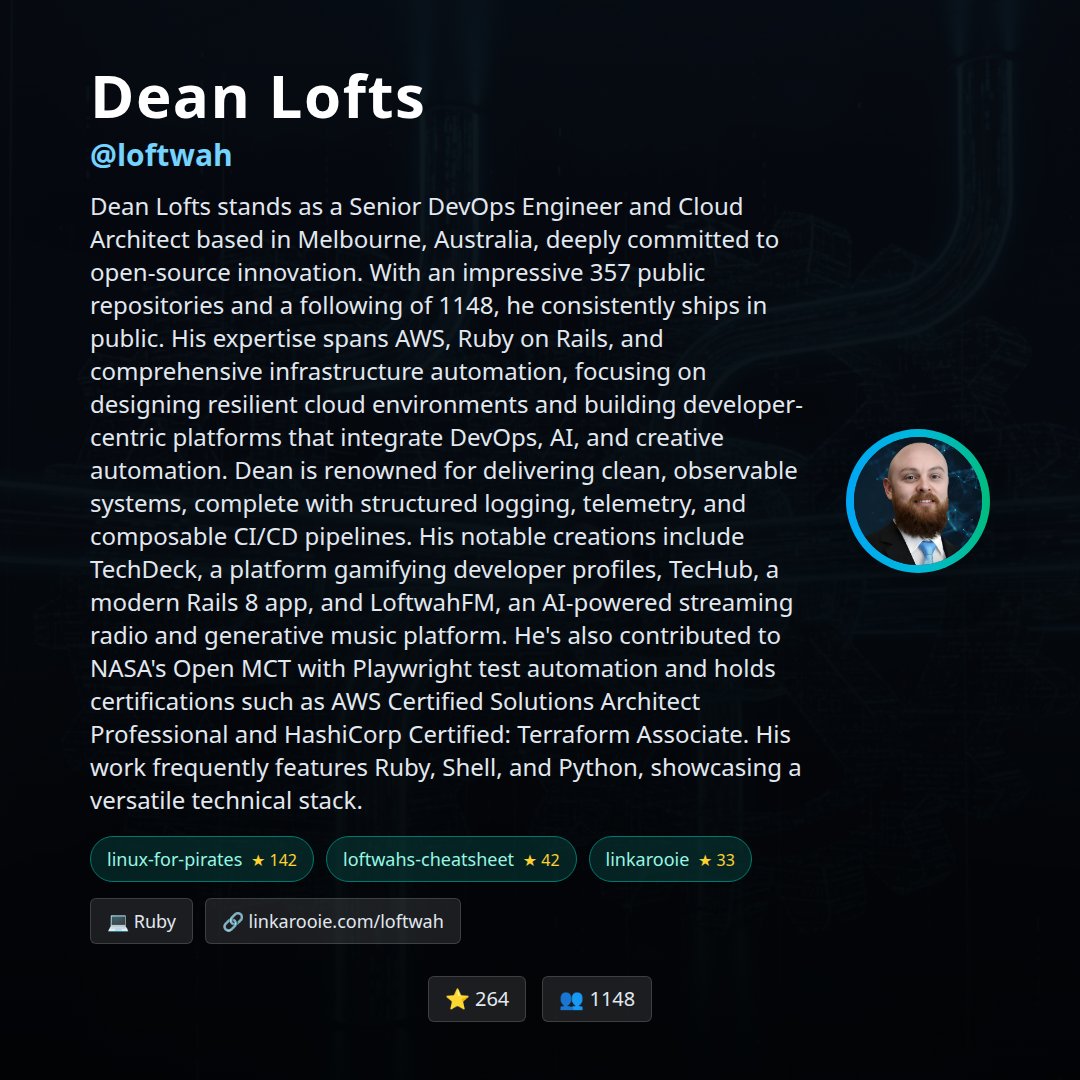 Dean Lofts
@loftwah
Dean Lofts stands as a Senior DevOps Engineer and Cloud
Architect based in Melbourne, Australia, deeply committed to
open-source innovation. With an impressive 357 public
repositories and a following of 1148, he consistently ships in
public. His expertise spans AWS, Ruby on Rails, and
comprehensive infrastructure automation, focusing on
designing resilient cloud environments and building developer-
centric platforms that integrate DevOps, AI, and creative
automation. Dean is renowned for delivering clean, observable
systems, complete with structured logging, telemetry, and
composable CI/CD pipelines. His notable creations include
TechDeck, a platform gamifying developer profiles, TecHub, a
modern Rails 8 app, and LoftwahFM, an AI-powered streaming
radio and generative music platform. He's also contributed to
NASA's Open MCT with Playwright test automation and holds
certifications such as AWS Certified Solutions Architect
Professional and HashiCorp Certified: Terraform Associate. His
work frequently features Ruby, Shell, and Python, showcasing a
versatile technical stack.
linux-for-pirates ★ 142 loftwahs-cheatsheet ★ 42 linkarooie ★ 33
💻 Ruby 🔗 linkarooie.com/loftwah
⭐ 264 👥 1148